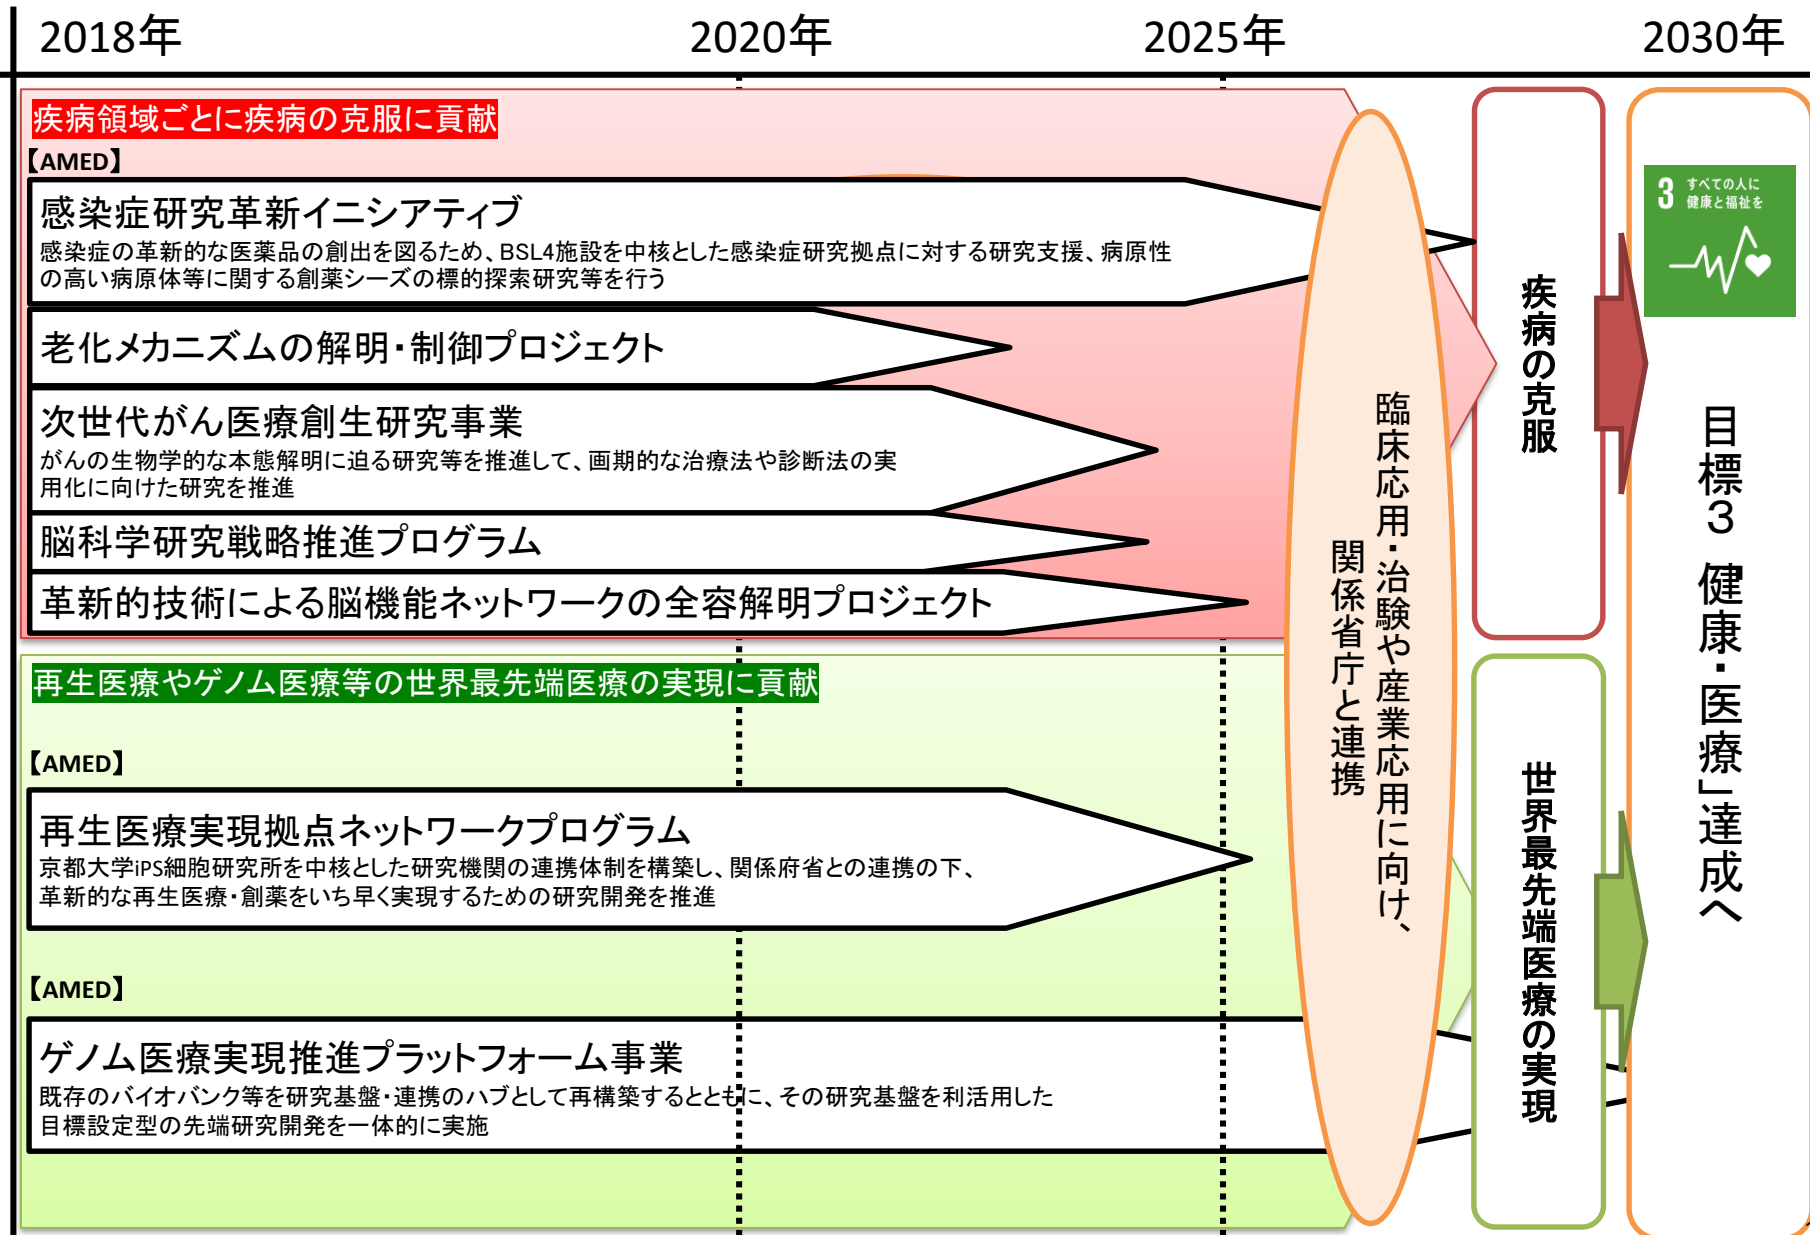 2018年 2020年 2025年 2030年
疾病領域ごとに疾病の克服に貢献
【AMED】
感染症研究革新イニシアティブ
感染症の革新的な医薬品の創出を図るため、BSL4施設を中核とした感染症研究拠点に対する研究支援、病原性
の高い病原体等に関する創薬シーズの標的探索研究等を行う
老化メカニズムの解明・制御プロジェクト
次世代がん医療創生研究事業
がんの生物学的な本態解明に迫る研究等を推進して、画期的な治療法や診断法の実
用化に向けた研究を推進
脳科学研究戦略推進プログラム
革新的技術による脳機能ネットワークの全容解明プロジェクト
再生医療やゲノム医療等の世界最先端医療の実現に貢献
【AMED】
再生医療実現拠点ネットワークプログラム
京都大学iPS細胞研究所を中核とした研究機関の連携体制を構築し、関係府省との連携の下、
革新的な再生医療・創薬をいち早く実現するための研究開発を推進
【AMED】
ゲノム医療実現推進プラットフォーム事業
既存のバイオバンク等を研究基盤・連携のハブとして再構築するとともに、その研究基盤を利活用した
目標設定型の先端研究開発を一体的に実施
臨床応用・治験や産業応用に向け、
関係省庁と連携
疾病の克服
世界最先端医療の実現
3 すべての人に
健康と福祉を
目標３「健康・医療」達成へ